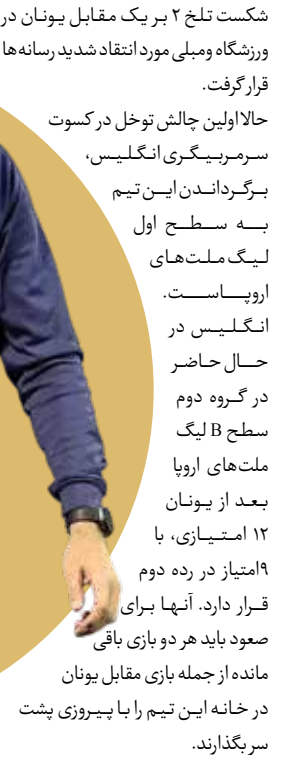 شکست تلخ ۲ بر یک مقابل یونان در
ورزشگاه ومبلی مورد انتقاد شدید رسانه‌ها
قرار گرفت.
حالا اولین چالش توخل در کسوت
سرمربیگری انگلیس،
برگرداندن این تیم
به سطح اول
لیگ ملت‌های
اروپاست.
انگلیس در
حال حاضر
در گروه دوم
سطح B لیگ
ملت‌های اروپا
بعد از یونان
۱۲ امتیازی، با
۹امتیاز در رده دوم
قرار دارد. آنها برای
صعود باید هر دو بازی باقی
مانده از جمله بازی مقابل یونان
در خانه این تیم را با پیروزی پشت
سر بگذارند.